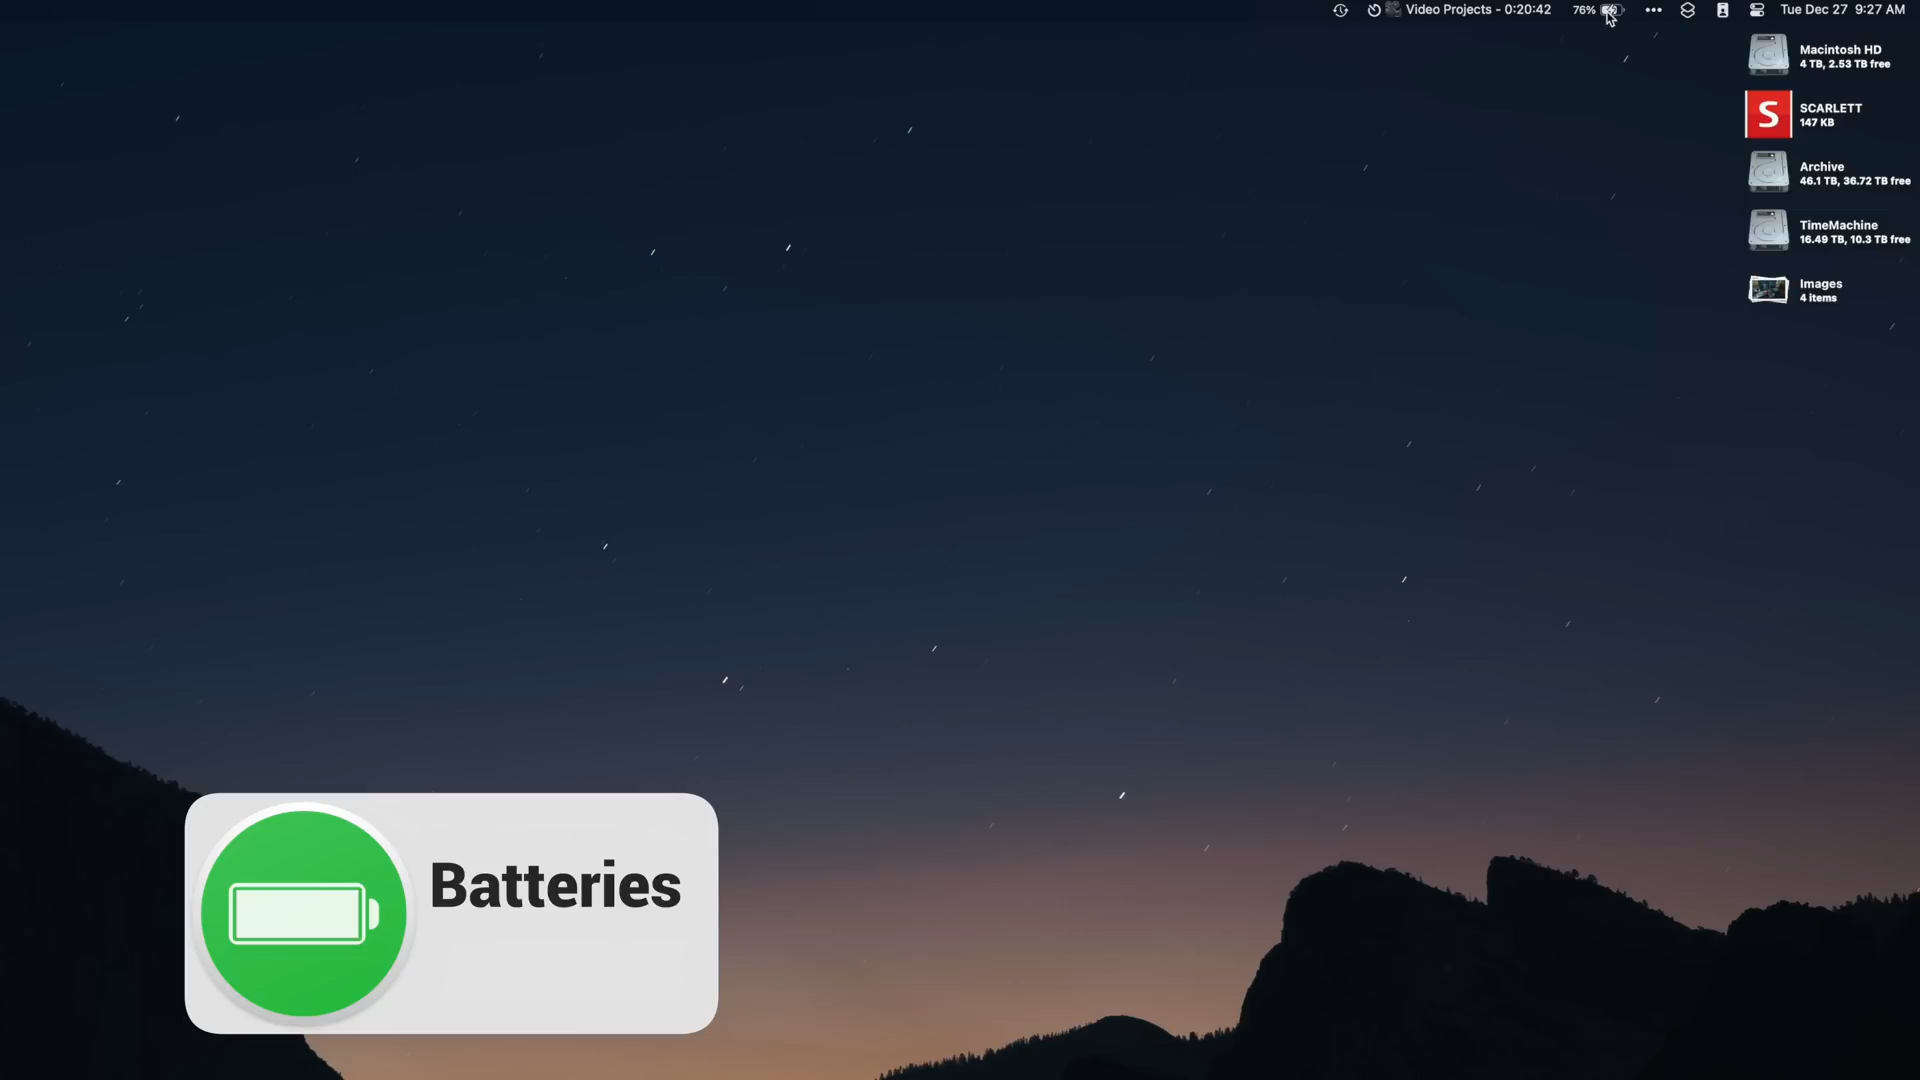 Video Projects - 0:20:42 76% Tue Dec 27 9:27 AM
Macintosh HD
4 TB, 2.53 TB free
S
SCARLETT
147 KB
Archive
46.1 TB, 36.72 TB free
TimeMachine
16.49 TB, 10.3 TB free
Images
4 items
Batteries